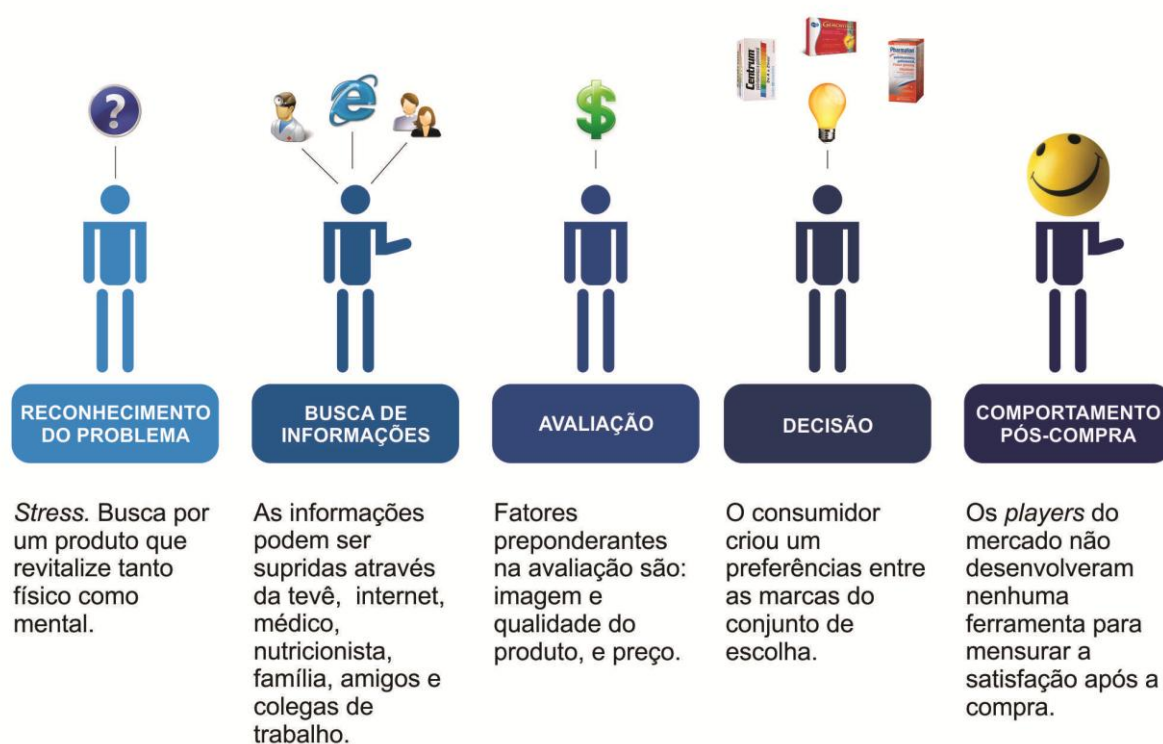 Centrum
Pharmaton
?
$
RECONHECIMENTO
DO PROBLEMA
BUSCA DE
INFORMAÇÕES
AVALIAÇÃO
DECISÃO
COMPORTAMENTO
PÓS-COMPRA
Stress. Busca por
um produto que
revitalize tanto
físico como
mental.
As informações
podem ser
supridas através
da tevê, internet,
médico,
nutricionista,
família, amigos e
colegas de
trabalho.
Fatores
preponderantes
na avaliação são:
imagem e
qualidade do
produto, e preço.
O consumidor
criou um
preferências entre
as marcas do
conjunto de
escolha.
Os players do
mercado não
desenvolveram
nenhuma
ferramenta para
mensurar a
satisfação após a
compra.